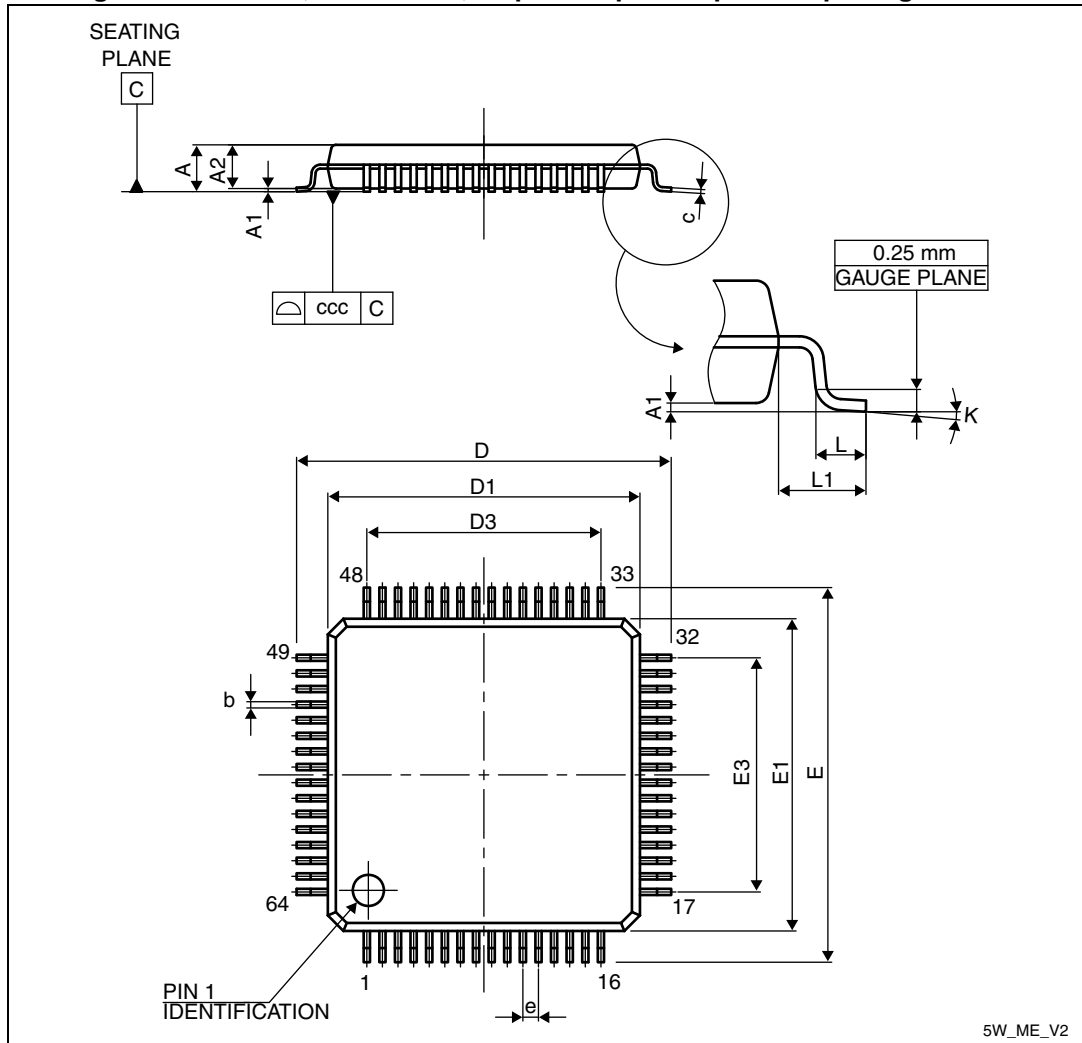 SEATING
PLANE
C
A
A2
A1
c
ccc C
0.25 mm
GAUGE PLANE
A1
K
L
L1
D
D1
D3
48
33
49
32
b
E3
E1
E
64
17
PIN 1
IDENTIFICATION
1
16
e
5W_ME_V2